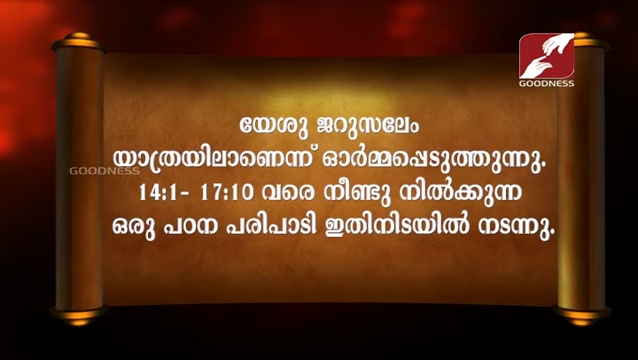 GOODNESS
യേശു ജറുസലേം
യാത്രയിലാണെന്ന് ഓർമ്മപ്പെടുത്തുന്നു.
GOODNESS
14:1- 17:10 വരെ നീണ്ടു നിൽക്കുന്ന
ഒരു പഠന പരിപാടി ഇതിനിടയിൽ നടന്നു.